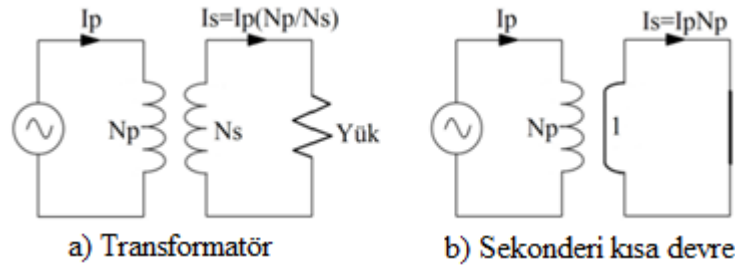 Ip
Is=Ip(Np/Ns)
Np
Ns
Yük
a) Transformatör
Ip
Is=IpNp
Np
1
b) Sekonderi kısa devre